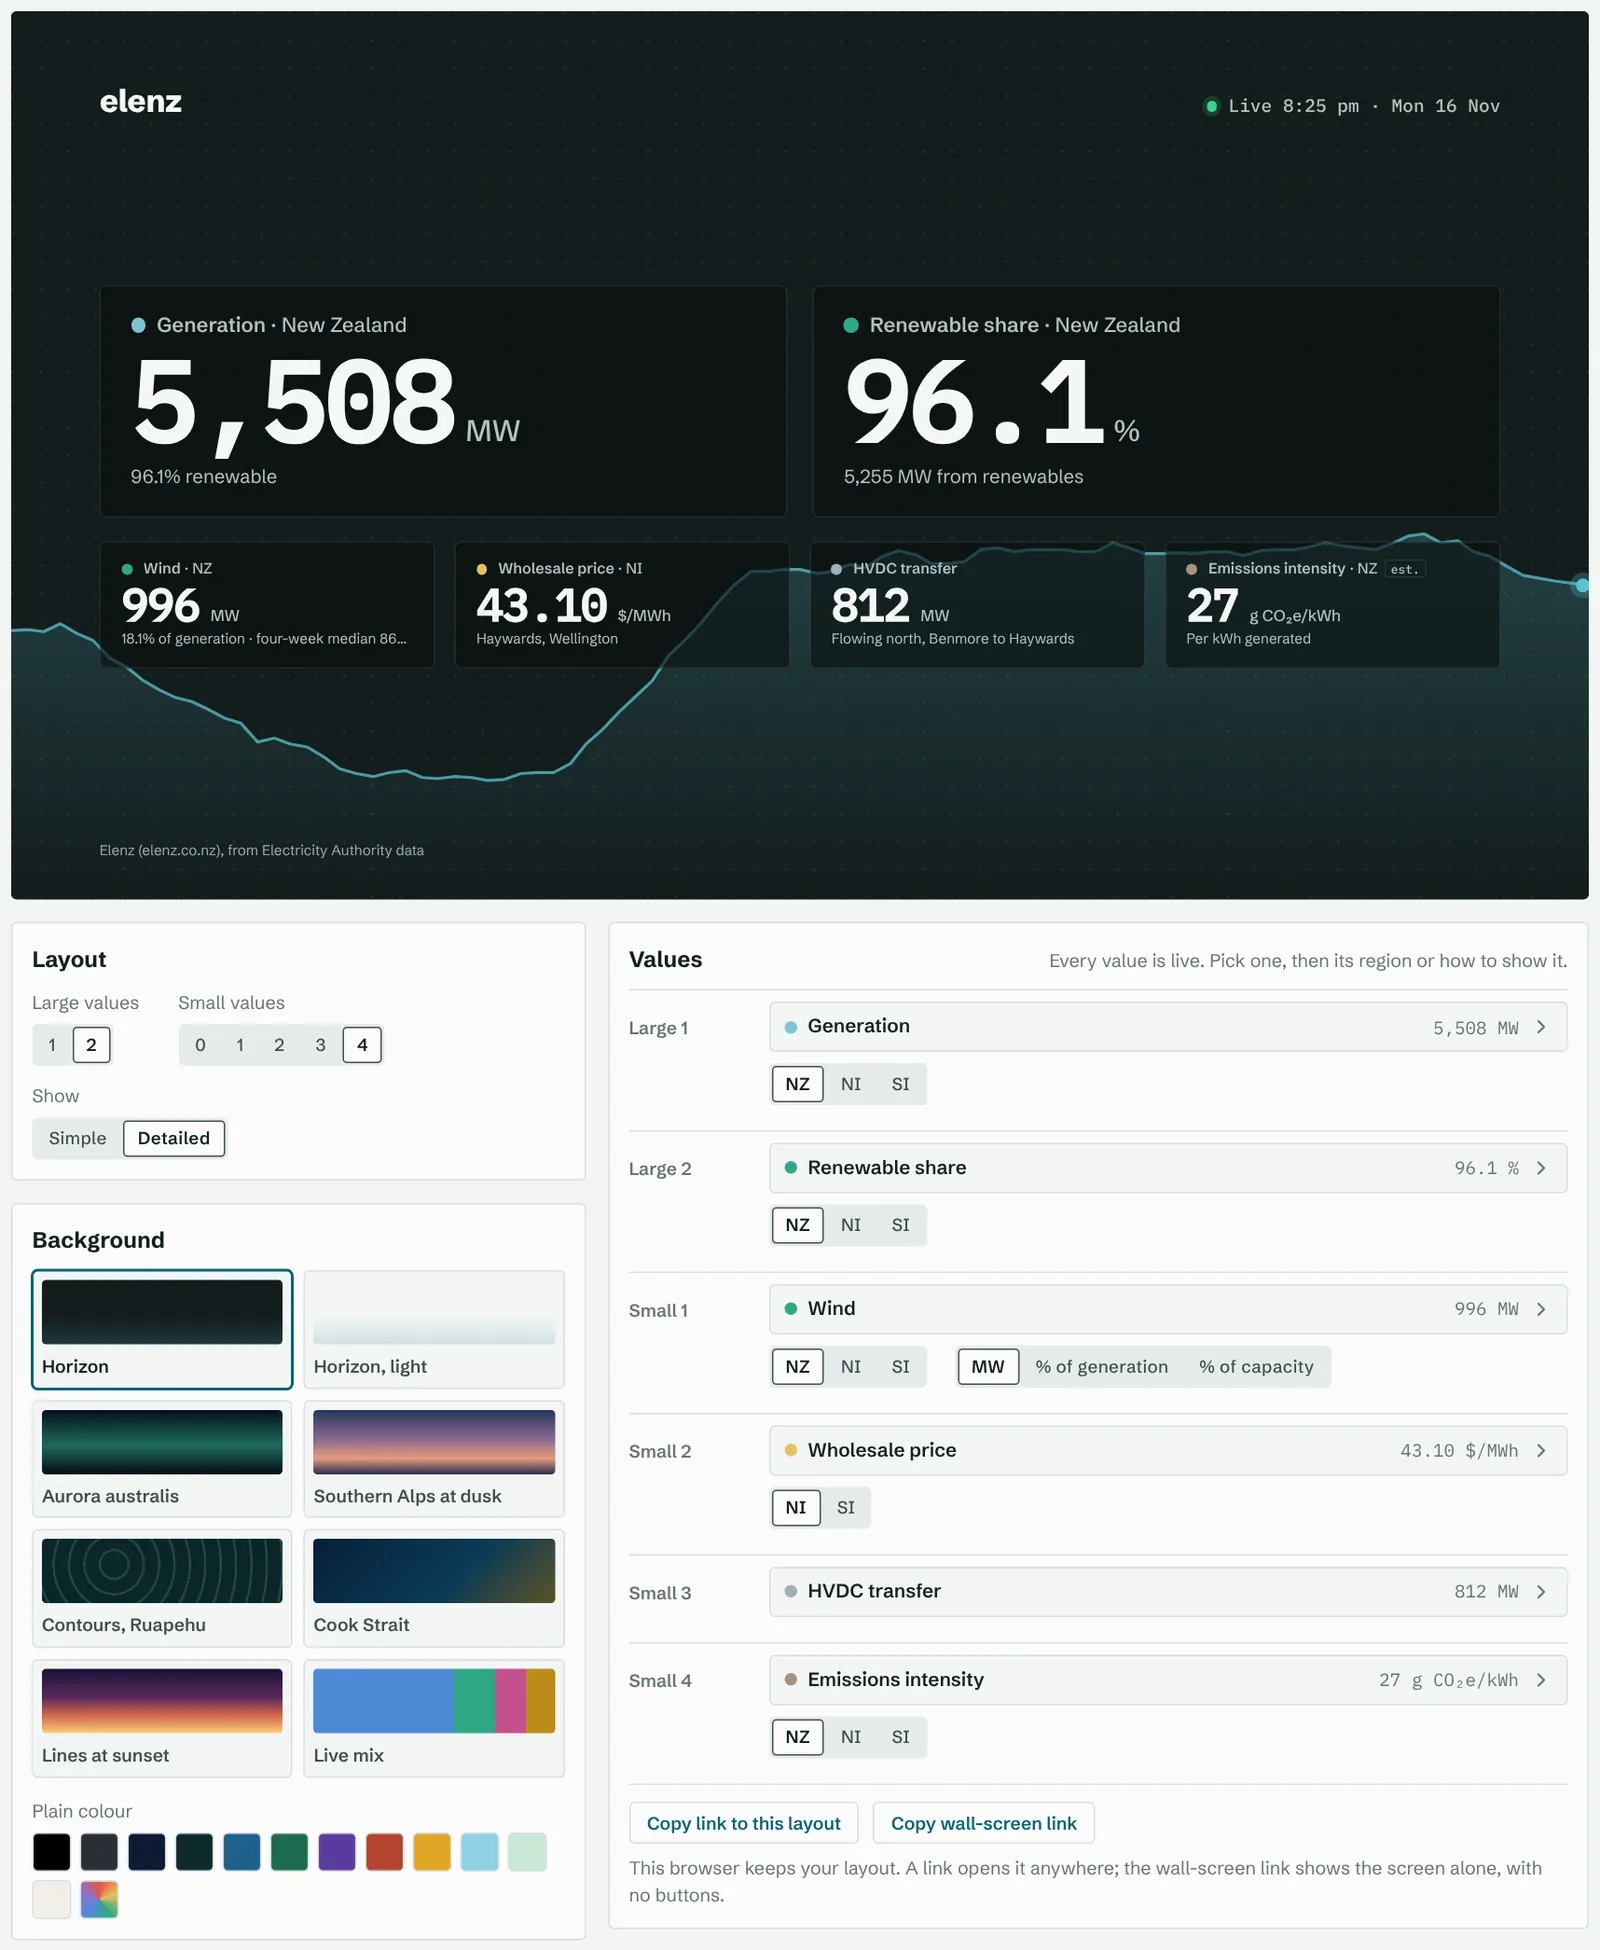 elenz
Live 8:25 pm · Mon 16 Nov
Generation · New Zealand
5,508 MW
96.1% renewable
Renewable share · New Zealand
96.1 %
5,255 MW from renewables
Wind · NZ
996 MW
18.1% of generation · four-week median 86...
Wholesale price · NI
43.10 $/MWh
Haywards, Wellington
HVDC transfer
812 MW
Flowing north, Benmore to Haywards
Emissions intensity · NZ est.
27 g CO₂e/kWh
Per kWh generated
Elenz (elenz.co.nz), from Electricity Authority data
Layout
Large values
1 2
Small values
0 1 2 3 4
Show
Simple Detailed
Background
Horizon
Horizon, light
Aurora australis
Southern Alps at dusk
Contours, Ruapehu
Cook Strait
Lines at sunset
Live mix
Plain colour
Values
Every value is live. Pick one, then its region or how to show it.
Large 1
Generation 5,508 MW
NZ NI SI
Large 2
Renewable share 96.1 %
NZ NI SI
Small 1
Wind 996 MW
NZ NI SI
MW % of generation % of capacity
Small 2
Wholesale price 43.10 $/MWh
NI SI
Small 3
HVDC transfer 812 MW
Small 4
Emissions intensity 27 g CO₂e/kWh
NZ NI SI
Copy link to this layout
Copy wall-screen link
This browser keeps your layout. A link opens it anywhere; the wall-screen link shows the screen alone, with
no buttons.